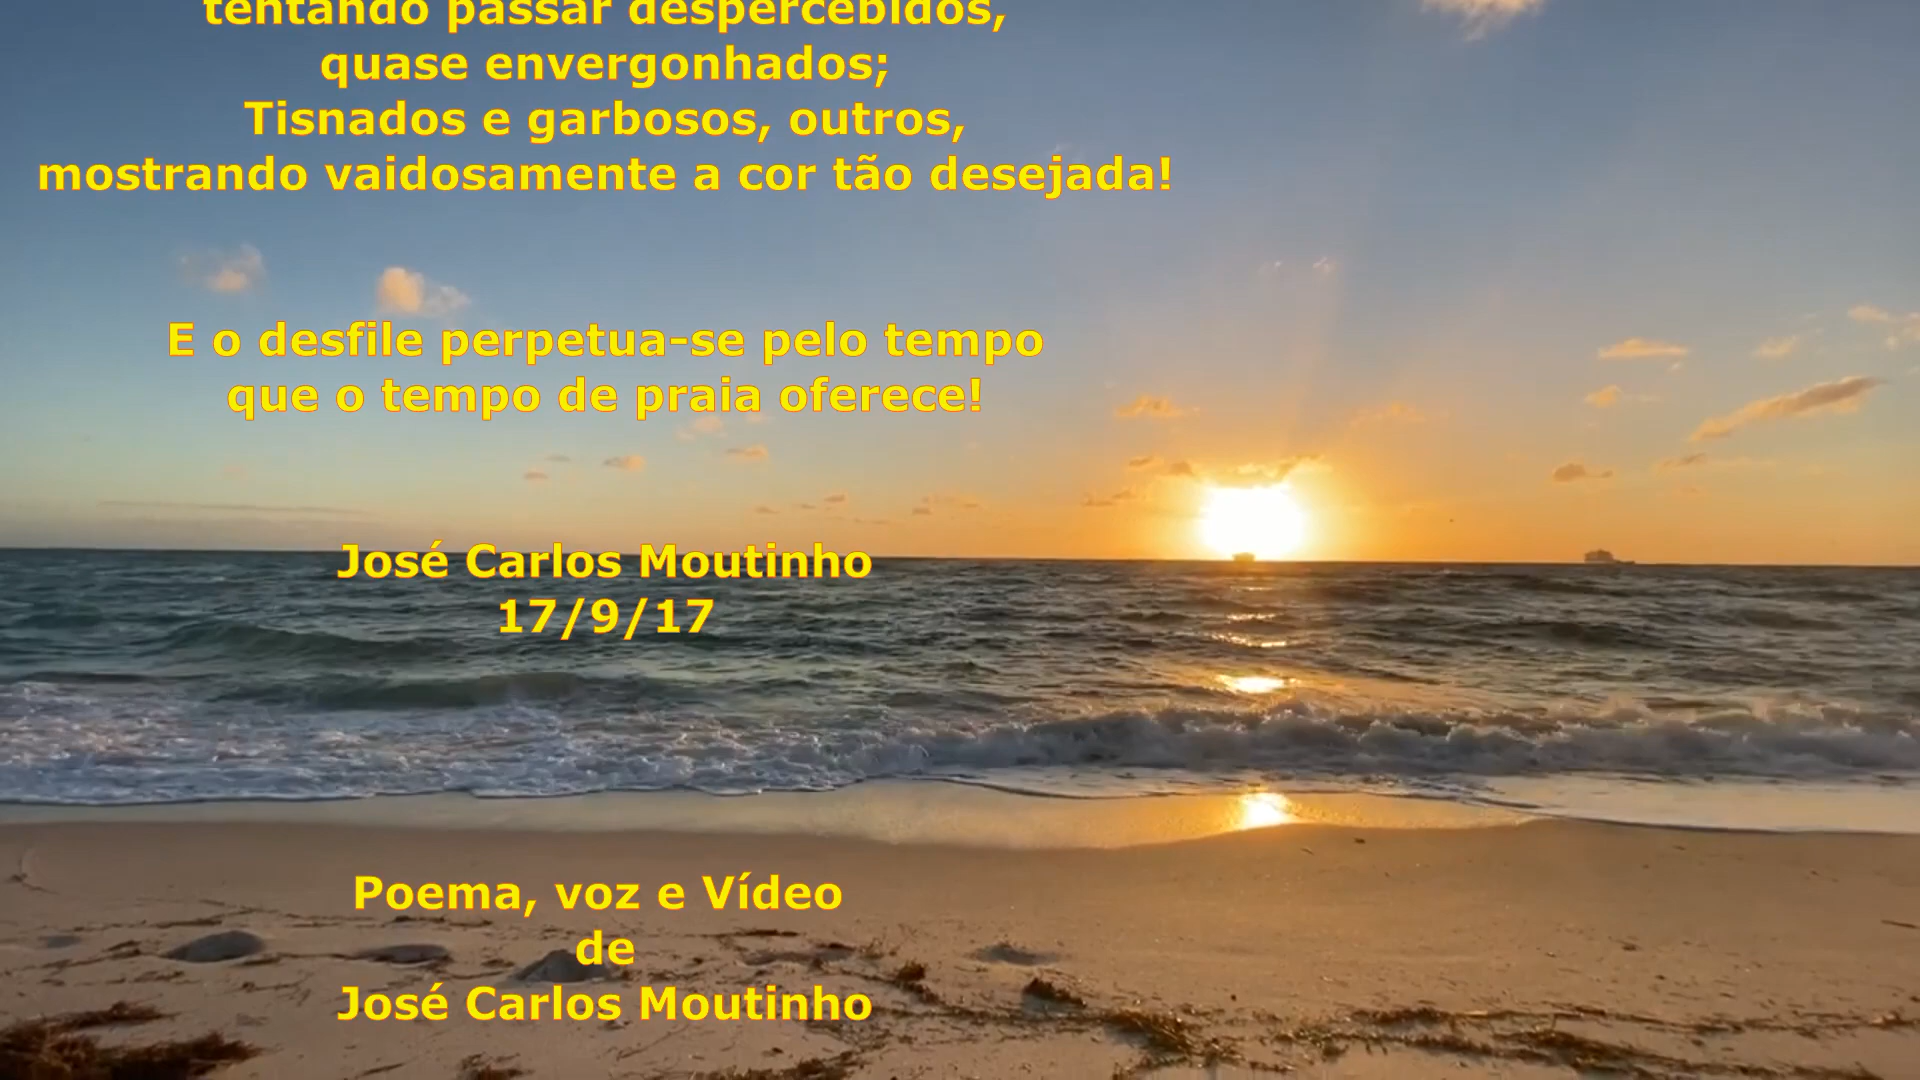 tentando passar despercebidos,
quase envergonhados;
Tisnados e garbosos, outros,
mostrando vaidosamente a cor tão desejada!
E o desfile perpetua-se pelo tempo
que o tempo de praia oferece!
José Carlos Moutinho
17/9/17
Poema, voz e Vídeo
de
José Carlos Moutinho